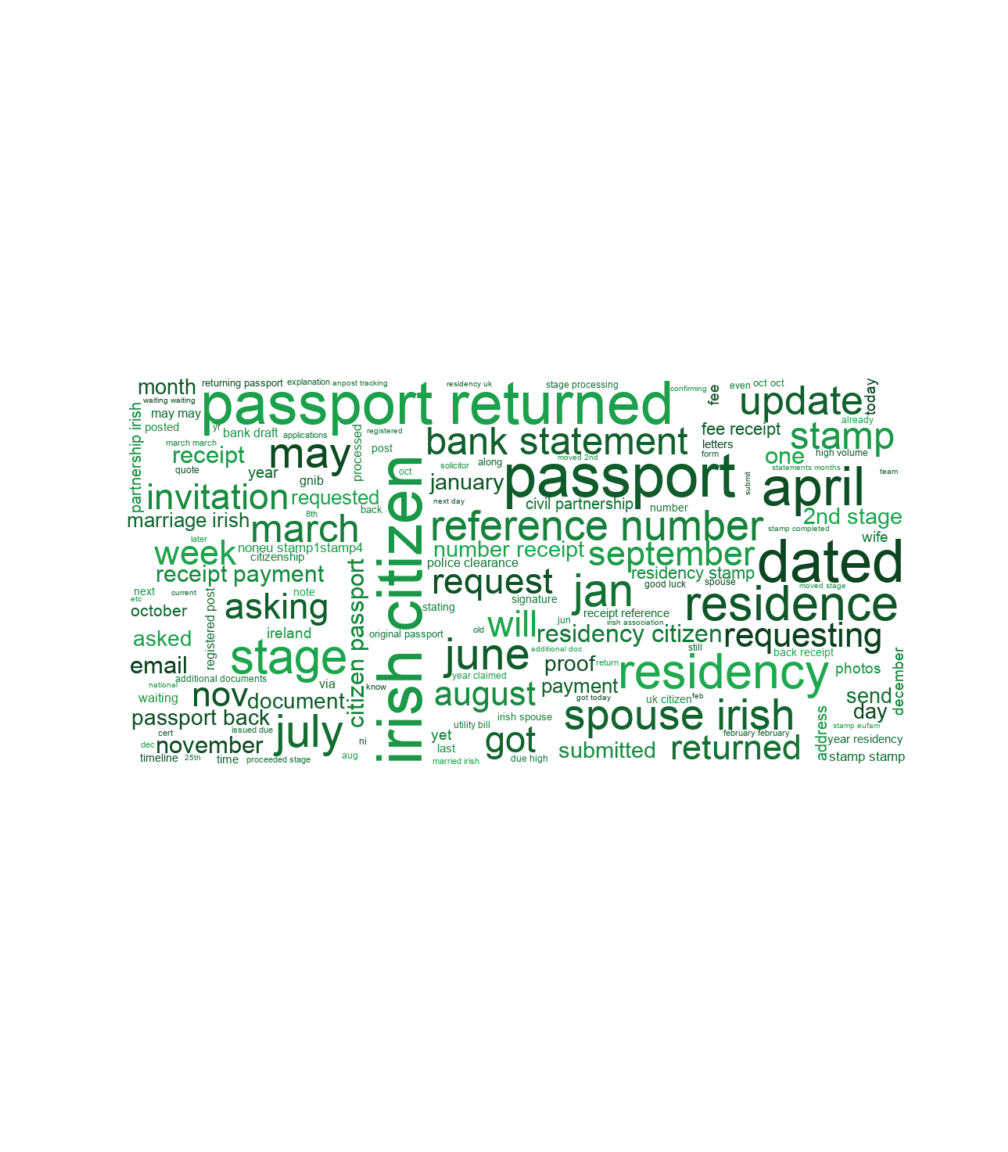 month
returning passport
explanation
anpost tracking
residency uk
stage processing
confirming
fee
even
oct oct
today
waiting waiting
passport returned
update
partnership irish
may may
posted
yr
bank draft
applications
registered
processed
post
bank statement
letters
fee receipt
already
stamp
march march
receipt
may
year
quote
gnib
oct
solicitor
along
moved 2nd
form
one
high volume
statements months
team
january
passport
submit
april
invitation
requested
back
next day
civil partnership
number
marriage irish
8th
march
irish citizen
reference number
2nd stage
stamp completed
wife
later
week
noneu stamp1stamp4
citizenship
number receipt
september
police clearance
residency stamp
dated
receipt payment
citizen passport
request
jan
good luck
spouse
moved stage
next
current
note
etc
october
registered post
asking
stating
signature
receipt reference
residence
jun
irish association
asked
ireland
original passport
old
will
residency citizen
still
requesting
back receipt
email
stage
additional documents
june
additional doc
proof
return
residency
photos
december
national
via
know
year claimed
got today
payment
waiting
nov
document
august
uk citizen
feb
send
day
passport back
issued due
july
utility bill
irish spouse
spouse irish
february february
address
stamp eufam
cert
dec
november
ni
yet
last
got
submitted
returned
year residency
timeline
25th
time
proceeded stage
aug
married irish
due high
stamp stamp